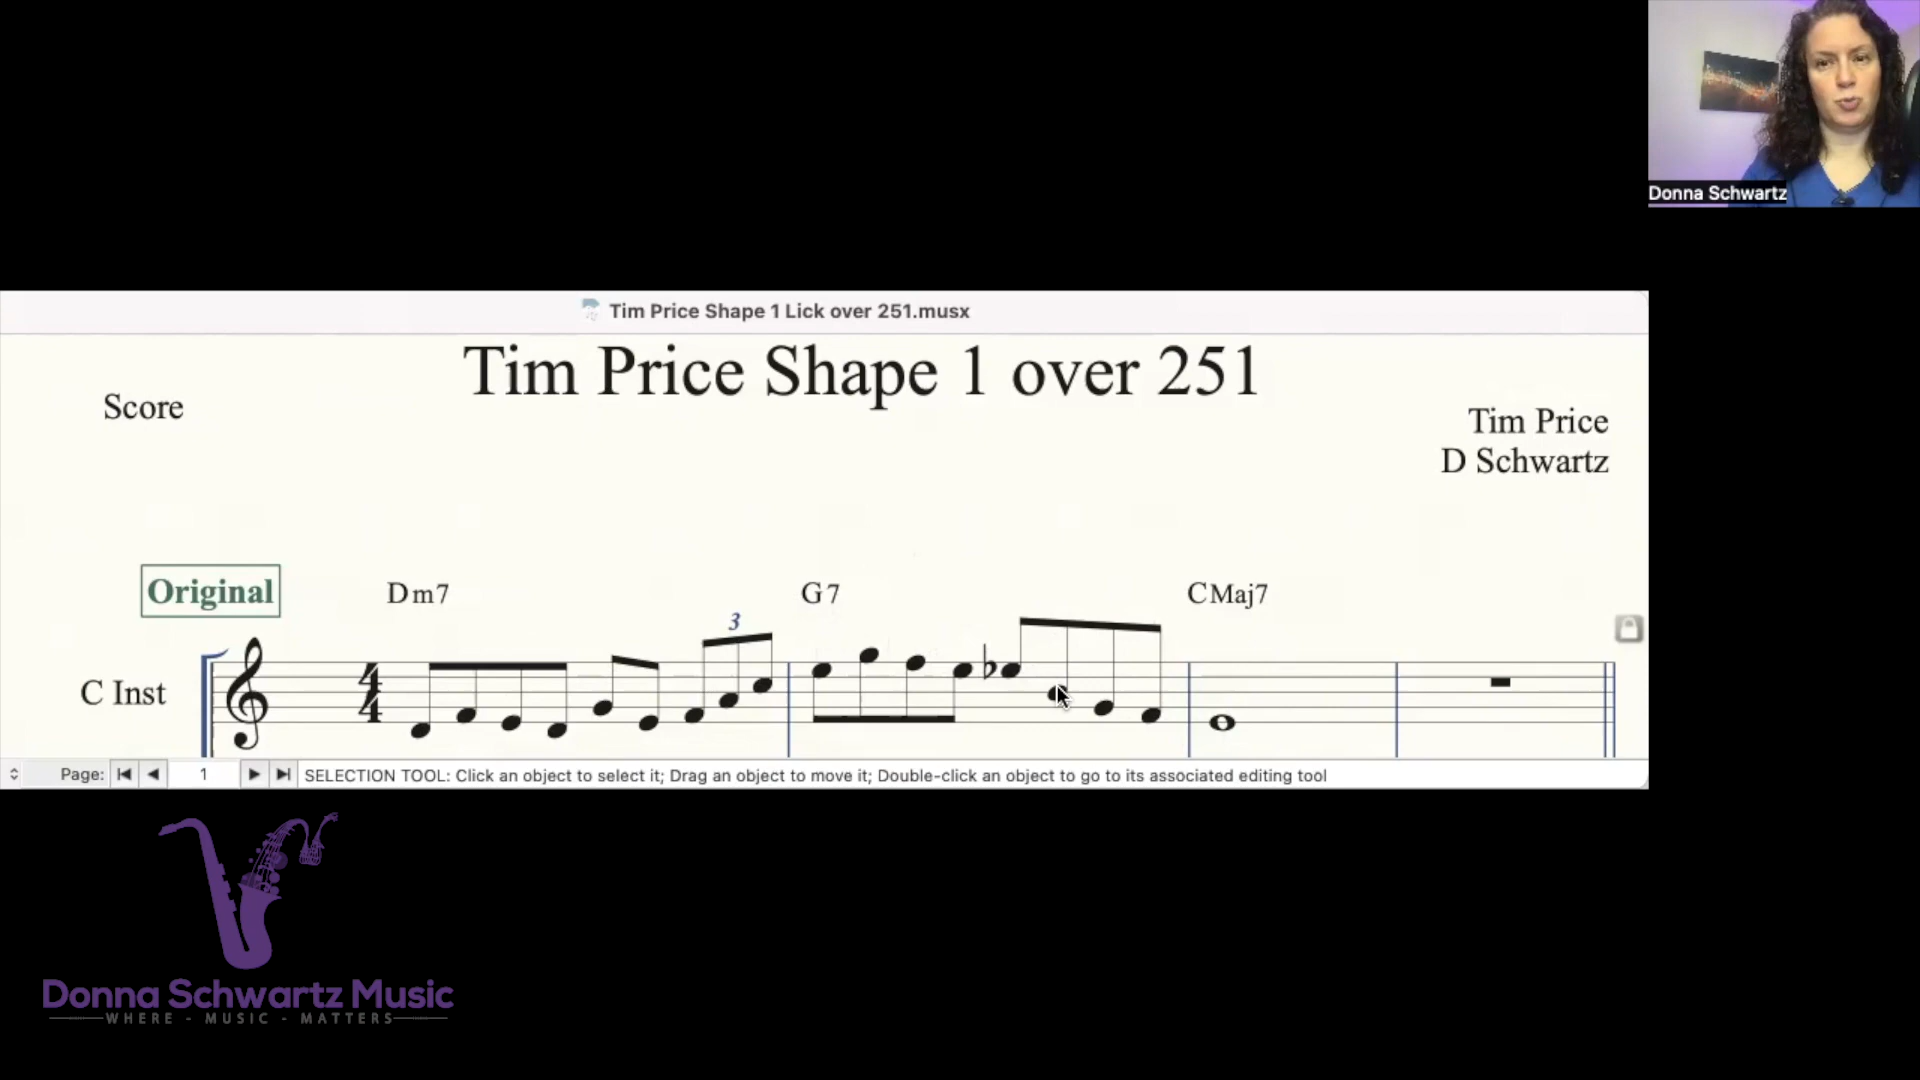 Donna Schwartz
Tim Price Shape 1 Lick over 251.musx
Tim Price Shape 1 over 251
Score
Tim Price
D Schwartz
Original
Dm7 G7 CMaj7
3
C Inst
4
4
Page: 1 SELECTION TOOL: Click an object to select it; Drag an object to move it; Double-click an object to go to its associated editing tool
Donna Schwartz Music
WHERE - MUSIC - MATTERS